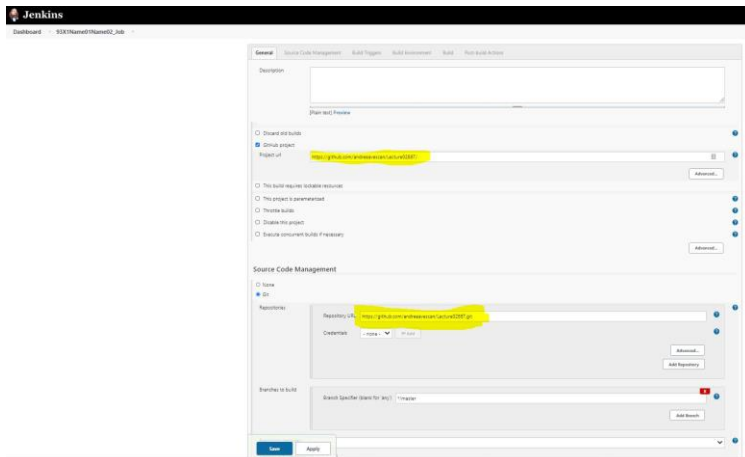 Jenkins
Dashboard
General Source Code Management Build Triggers Build Environment Build Post-build Actions
Description
[Plain text] Preview
Discard old builds
GitHub project
Project url
Advanced...
This build requires lockable resources
This project is parameterized
Throttle builds
Disable this project
Execute concurrent builds if necessary
Advanced...
Source Code Management
None
Git
Repositories
Repository URL
Credentials - none - Add
Advanced...
Add Repository
Branches to build
X
Branch Specifier (blank for 'any') */master
Add Branch
Save Apply